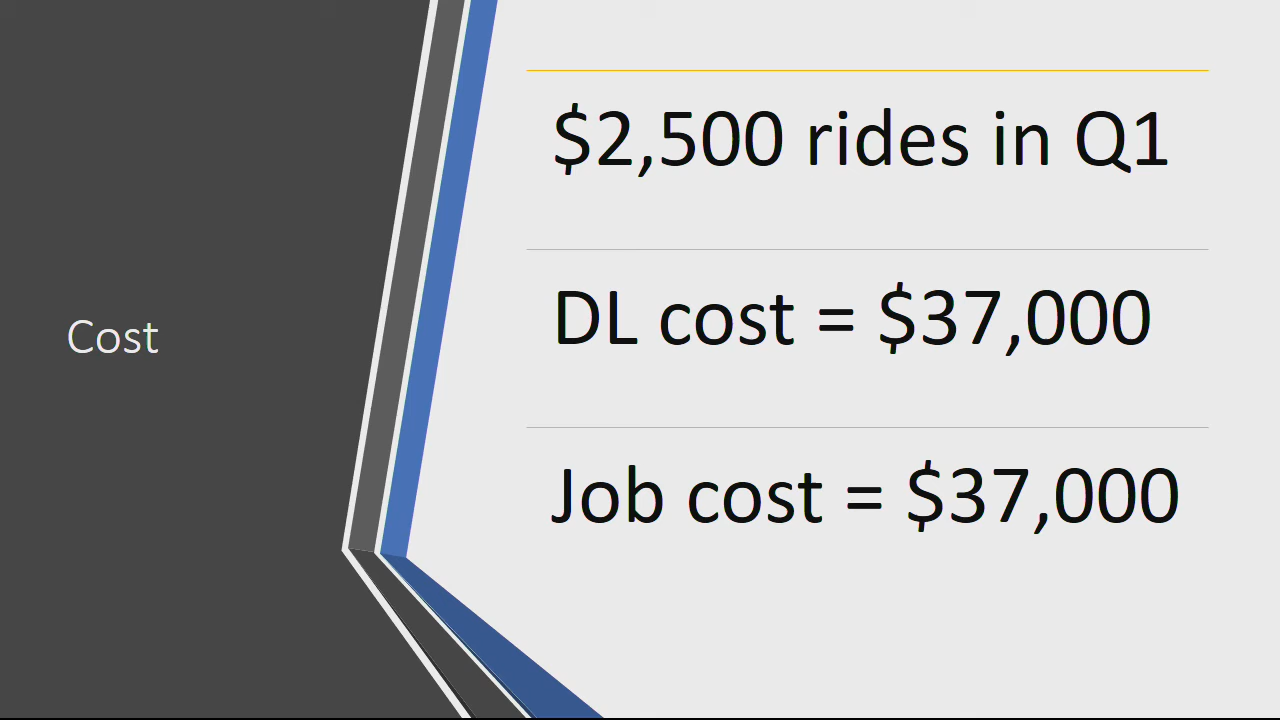 Cost
$2,500 rides in Q1
DL cost = $37,000
Job cost = $37,000